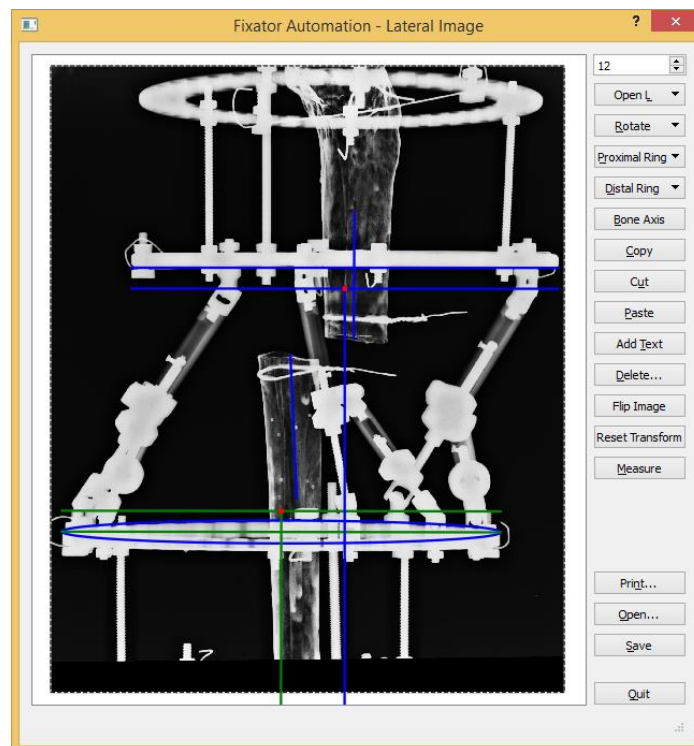 Fixator Automation - Lateral Image
?
12
Open L
Rotate
Proximal Ring
Distal Ring
Bone Axis
Copy
Cut
Paste
Add Text
Delete...
Flip Image
Reset Transform
Measure
Print...
Open...
Save
Quit